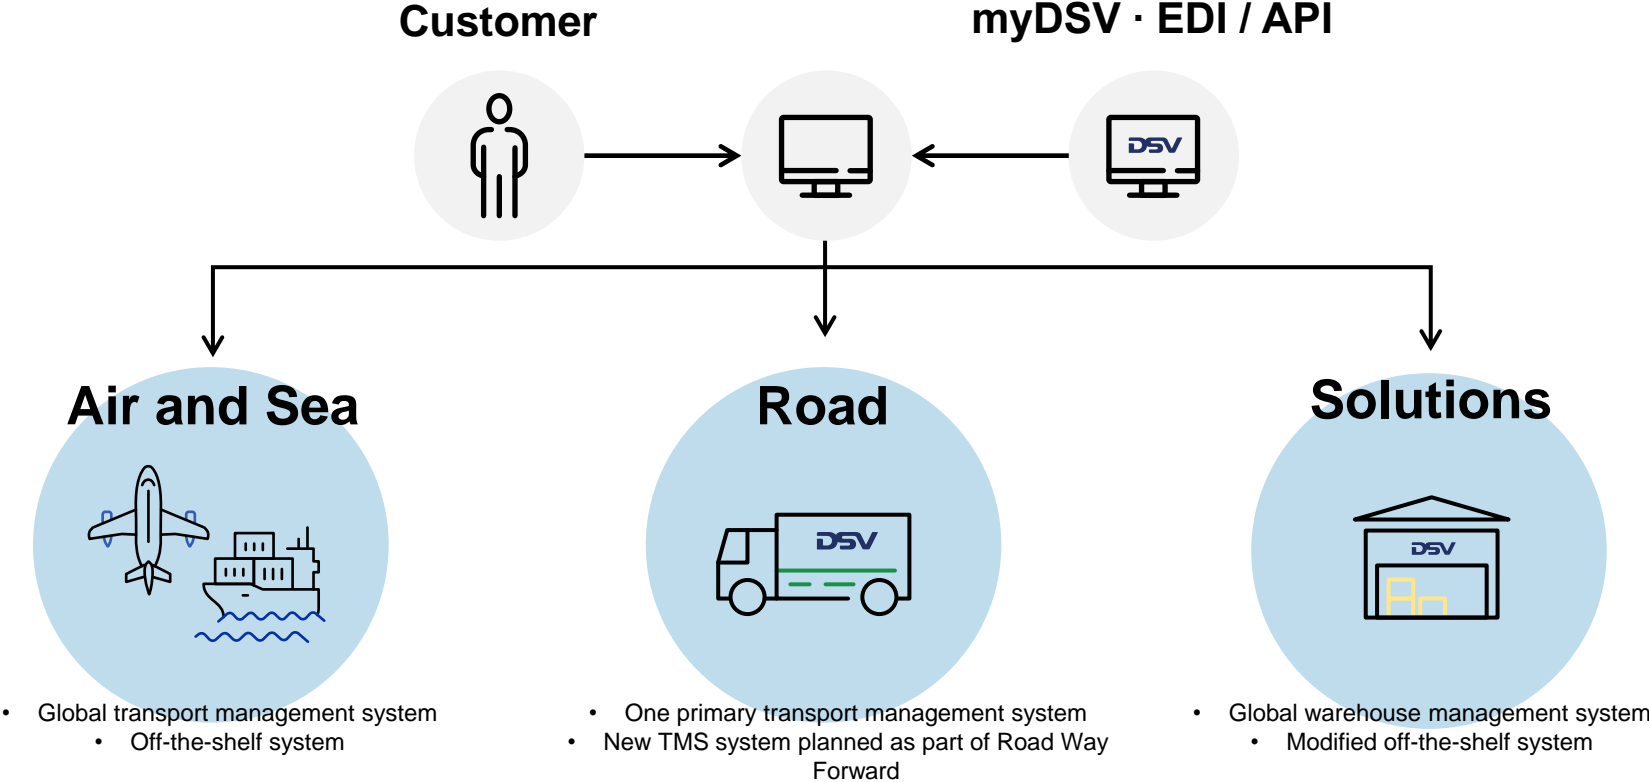 Customer
myDSV · EDI / API
DSV
Air and Sea
Road
Solutions
DSV
DSV
• Global transport management system
• Off-the-shelf system
• One primary transport management system
• New TMS system planned as part of Road Way
Forward
• Global warehouse management system
• Modified off-the-shelf system